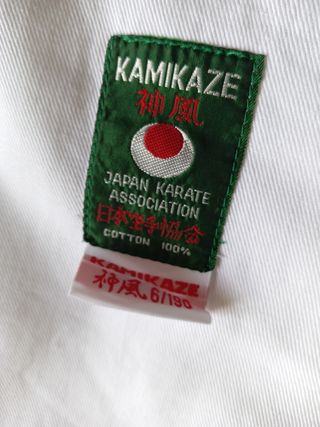 KAMIKAZE
神風
JAPAN KARATE
ASSOCIATION
日本空手協会
COTTON 100%
KAMIKAZE
神風 6/190